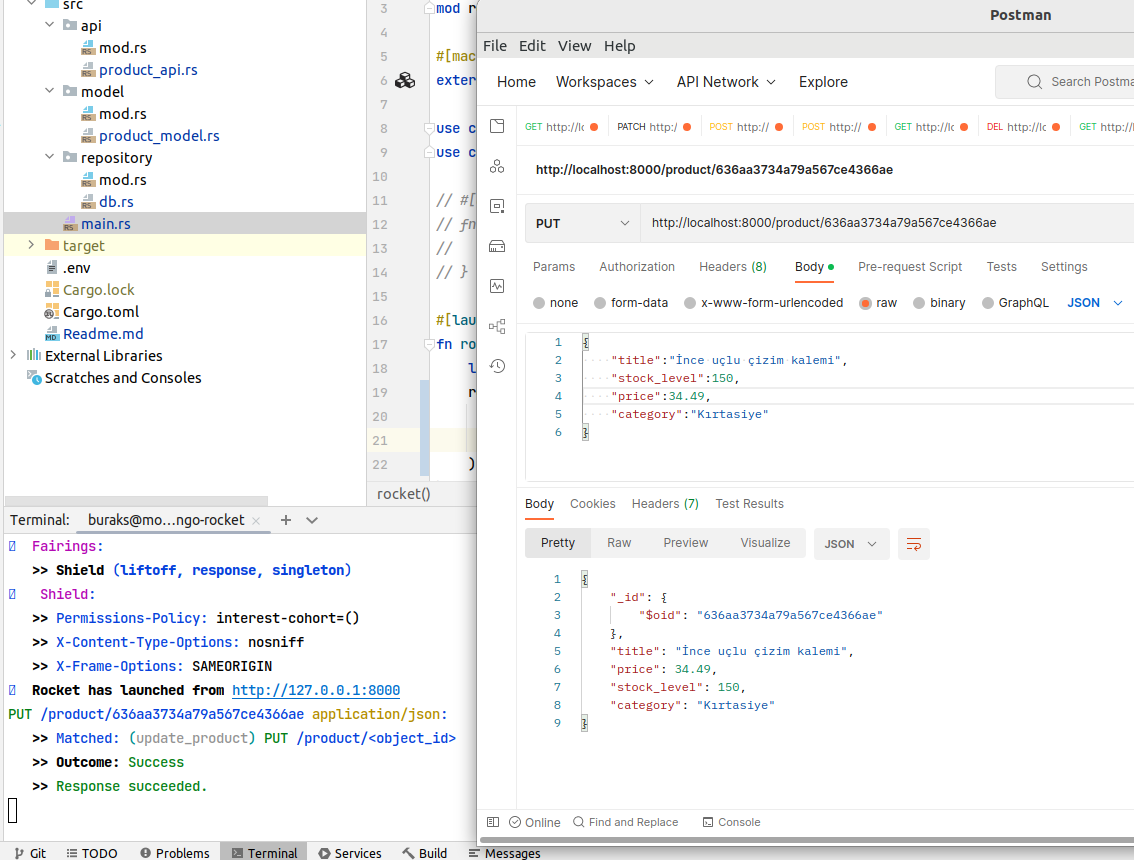 src
api
mod.rs
product_api.rs
model
mod.rs
product_model.rs
repository
mod.rs
db.rs
main.rs
target
.env
Cargo.lock
Cargo.toml
Readme.md
External Libraries
Scratches and Consoles
3 mod r
4
5 #[mac
6 exter
7
8 use c
9 use c
10
11 // #[
12 // fn
13 //
14 // }
15
16 #[lau
17 fn ro
18 l
19 r
20
21
22 )
rocket()
Terminal: buraks@mo...ngo-rocket
Fairings:
>> Shield (liftoff, response, singleton)
Shield:
>> Permissions-Policy: interest-cohort=()
>> X-Content-Type-Options: nosniff
>> X-Frame-Options: SAMEORIGIN
Rocket has launched from http://127.0.0.1:8000
PUT /product/636aa3734a79a567ce4366ae application/json:
>> Matched: (update_product) PUT /product/<object_id>
>> Outcome: Success
>> Response succeeded.
Git TODO Problems Terminal Services Build Messages
Postman
File Edit View Help
Home Workspaces API Network Explore Search Postma
GET http://lc PATCH http:/ POST http:// POST http:// GET http://lc DEL http://lc GET http://
http://localhost:8000/product/636aa3734a79a567ce4366ae
PUT http://localhost:8000/product/636aa3734a79a567ce4366ae
Params Authorization Headers (8) Body Pre-request Script Tests Settings
none form-data x-www-form-urlencoded raw binary GraphQL JSON
1 {
2 "title":"İnce uçlu çizim kalemi",
3 "stock_level":150,
4 "price":34.49,
5 "category":"Kırtasiye"
6 }
Body Cookies Headers (7) Test Results
Pretty Raw Preview Visualize JSON
1 {
2 "_id": {
3 "$oid": "636aa3734a79a567ce4366ae"
4 },
5 "title": "İnce uçlu çizim kalemi",
6 "price": 34.49,
7 "stock_level": 150,
8 "category": "Kırtasiye"
9 }
Online Find and Replace Console